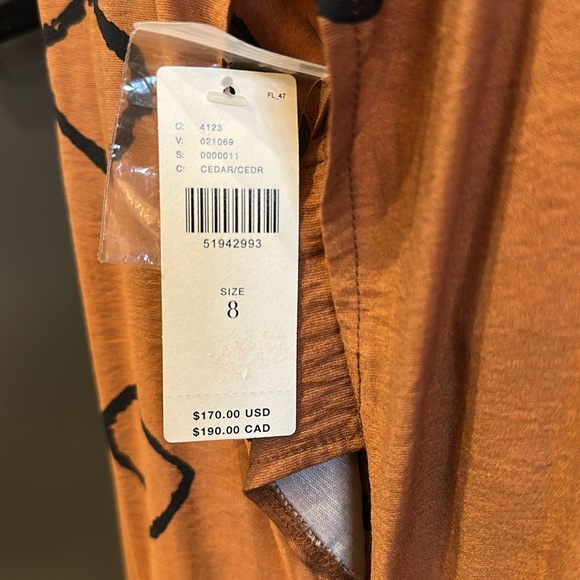 FL_47
C: 4123
V: 021069
S: 0000011
C: CEDAR/CEDR
51942993
SIZE
8
$170.00 USD
$190.00 CAD